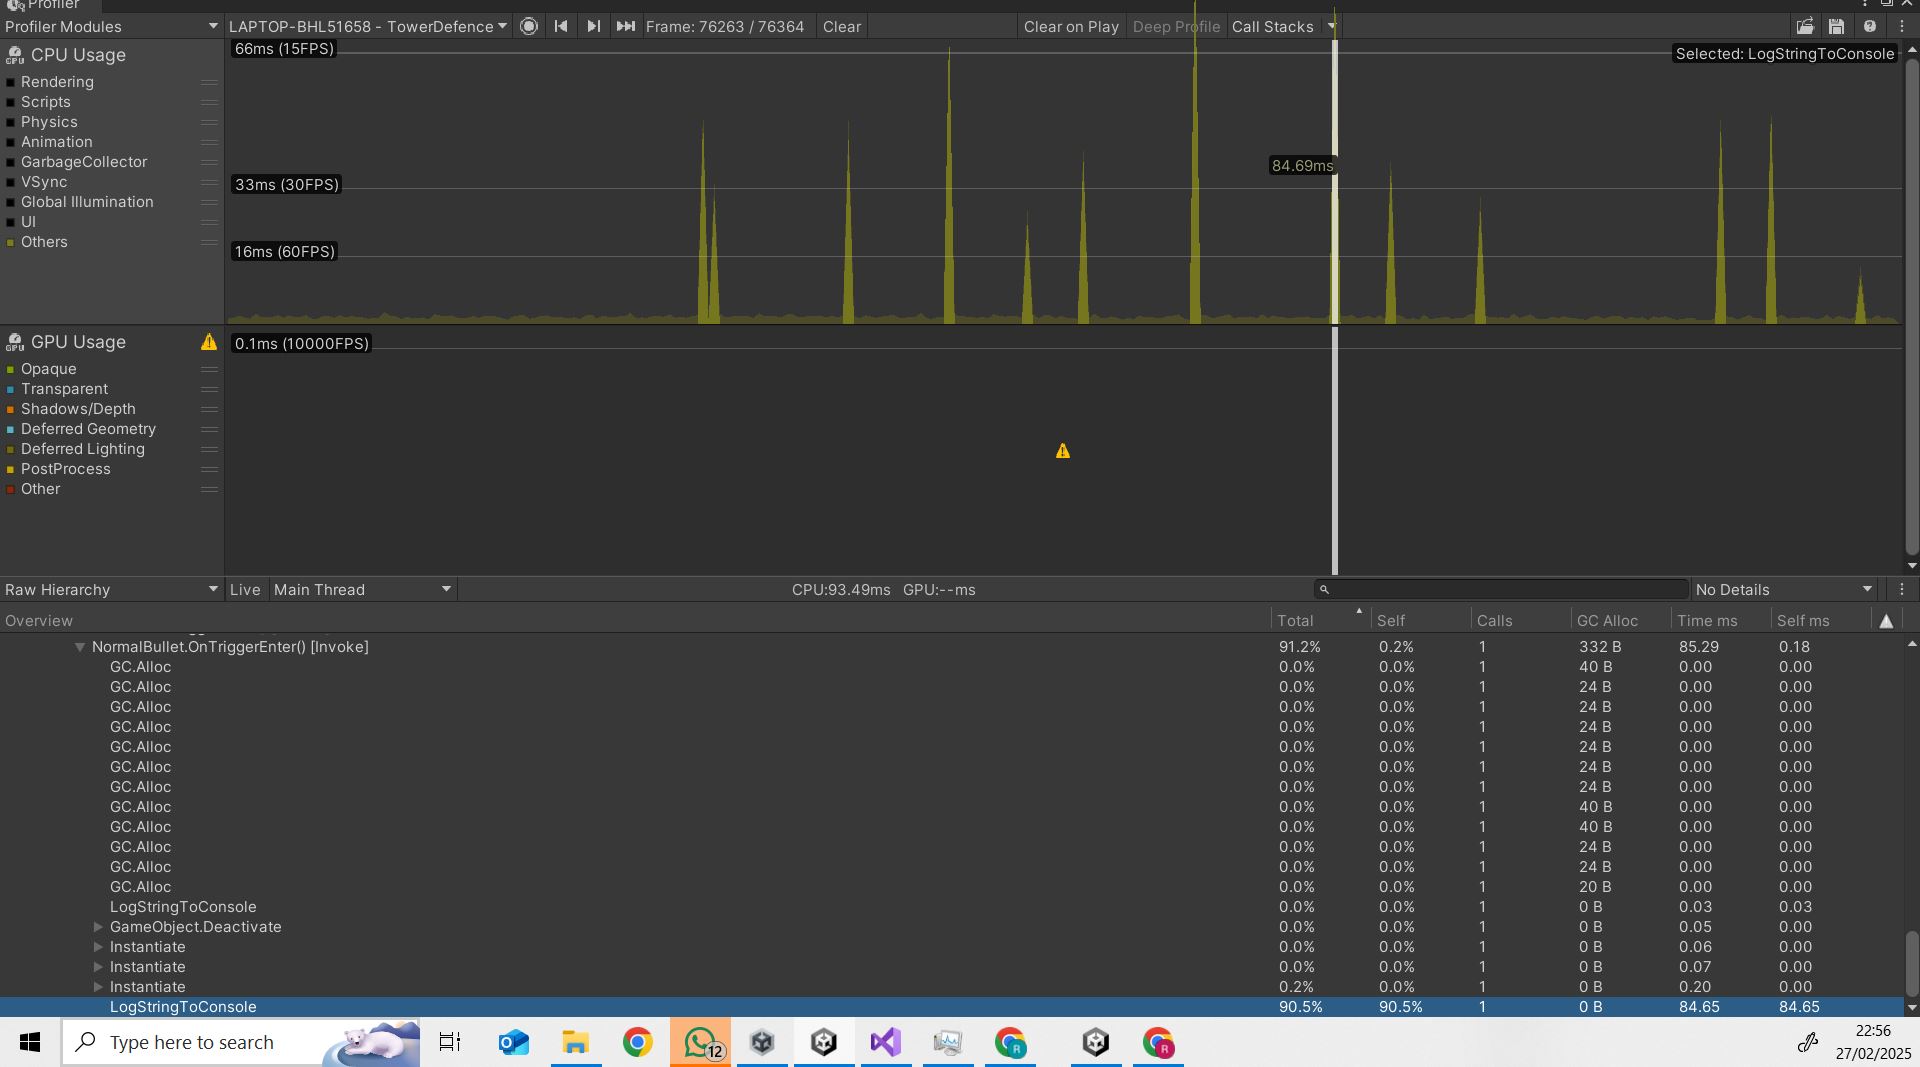 Profiler
Profiler Modules
LAPTOP-BHL51658 - TowerDefence
Frame: 76263 / 76364
Clear
Clear on Play
Deep Profile
Call Stacks
CPU Usage
Rendering
Scripts
Physics
Animation
GarbageCollector
VSync
Global Illumination
UI
Others
66ms (15FPS)
33ms (30FPS)
16ms (60FPS)
Selected: LogStringToConsole
84.69ms
GPU Usage
Opaque
Transparent
Shadows/Depth
Deferred Geometry
Deferred Lighting
PostProcess
Other
0.1ms (10000FPS)
Raw Hierarchy
Live
Main Thread
CPU:93.49ms GPU:--ms
No Details
Overview Total Self Calls GC Alloc Time ms Self ms
NormalBullet.OnTriggerEnter() [Invoke] 91.2% 0.2% 1 332 B 85.29 0.18
GC.Alloc 0.0% 0.0% 1 40 B 0.00 0.00
GC.Alloc 0.0% 0.0% 1 24 B 0.00 0.00
GC.Alloc 0.0% 0.0% 1 24 B 0.00 0.00
GC.Alloc 0.0% 0.0% 1 24 B 0.00 0.00
GC.Alloc 0.0% 0.0% 1 24 B 0.00 0.00
GC.Alloc 0.0% 0.0% 1 24 B 0.00 0.00
GC.Alloc 0.0% 0.0% 1 24 B 0.00 0.00
GC.Alloc 0.0% 0.0% 1 40 B 0.00 0.00
GC.Alloc 0.0% 0.0% 1 40 B 0.00 0.00
GC.Alloc 0.0% 0.0% 1 24 B 0.00 0.00
GC.Alloc 0.0% 0.0% 1 24 B 0.00 0.00
GC.Alloc 0.0% 0.0% 1 20 B 0.00 0.00
LogStringToConsole 0.0% 0.0% 1 0 B 0.03 0.03
GameObject.Deactivate 0.0% 0.0% 1 0 B 0.05 0.00
Instantiate 0.0% 0.0% 1 0 B 0.06 0.00
Instantiate 0.0% 0.0% 1 0 B 0.07 0.00
Instantiate 0.2% 0.0% 1 0 B 0.20 0.00
LogStringToConsole 90.5% 90.5% 1 0 B 84.65 84.65
Type here to search
12
R
R
22:56
27/02/2025